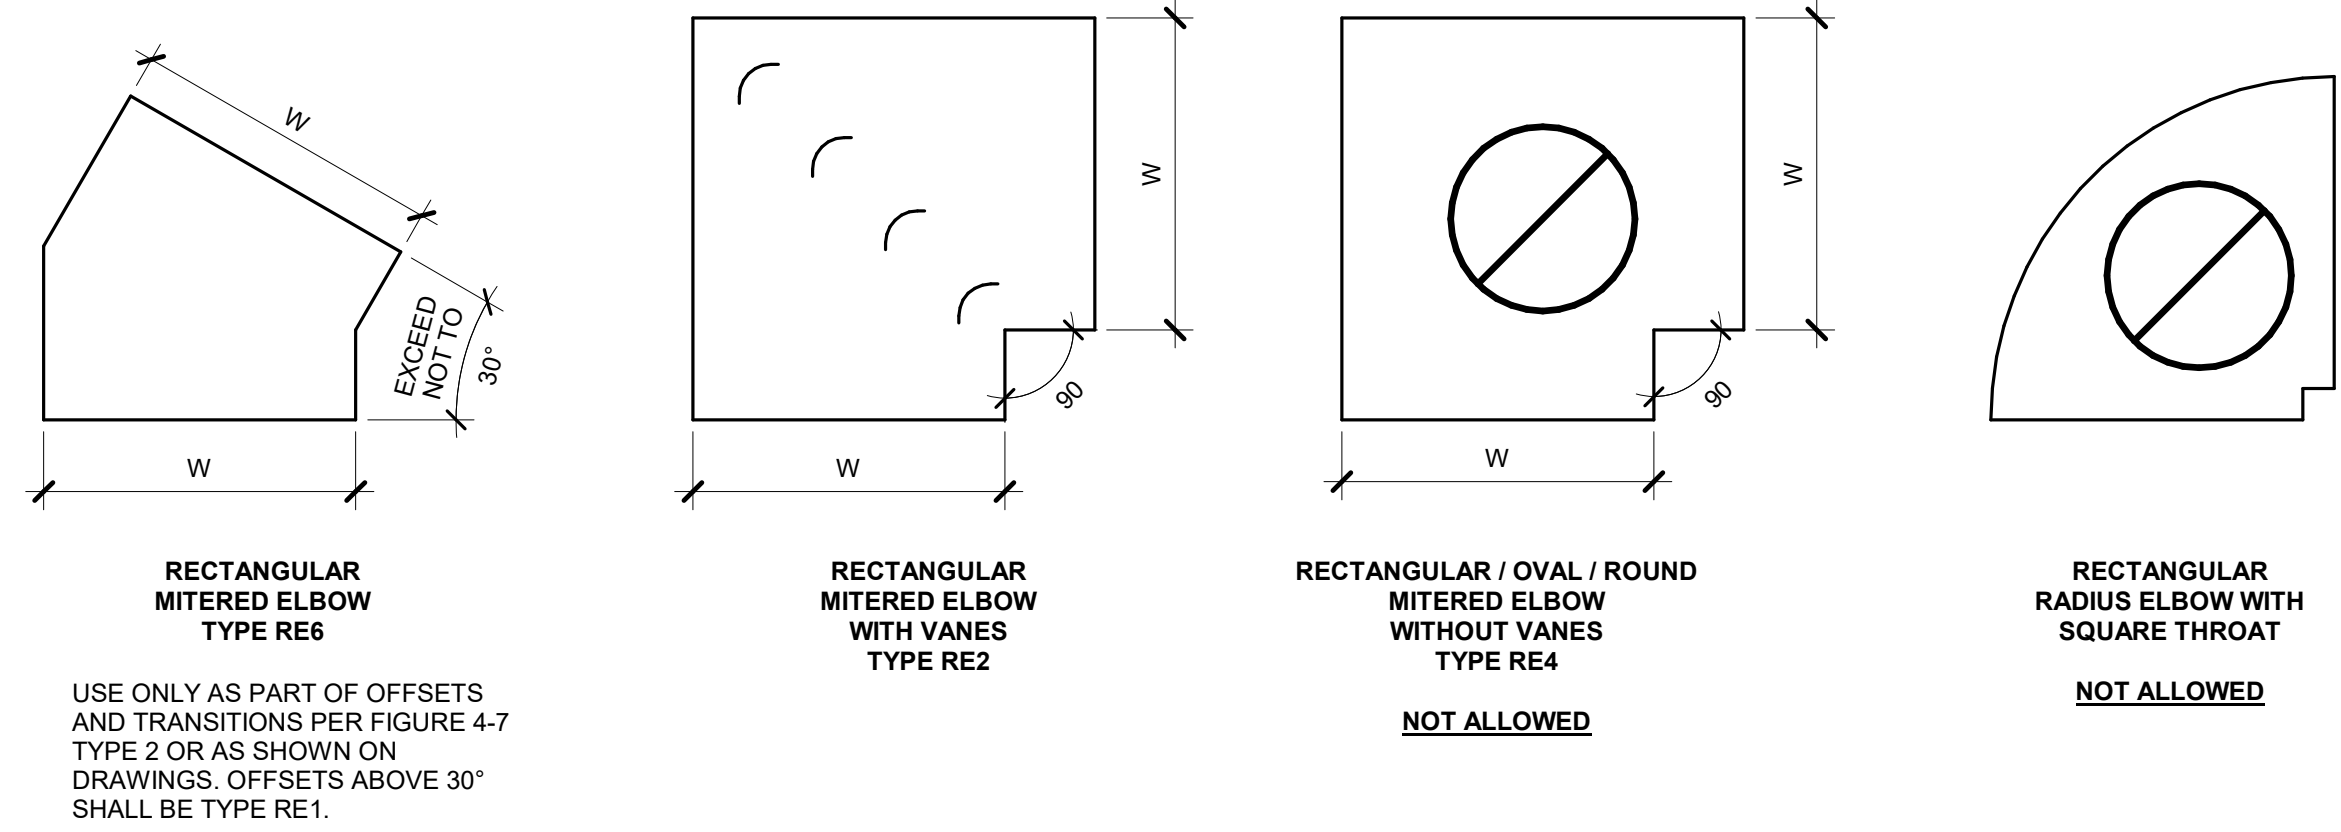 W
EXCEED
NOT TO
30°
W
RECTANGULAR
MITERED ELBOW
TYPE RE6
USE ONLY AS PART OF OFFSETS
AND TRANSITIONS PER FIGURE 4-7
TYPE 2 OR AS SHOWN ON
DRAWINGS. OFFSETS ABOVE 30°
SHALL BE TYPE RE1.
W
90
W
RECTANGULAR
MITERED ELBOW
WITH VANES
TYPE RE2
W
90
W
RECTANGULAR / OVAL / ROUND
MITERED ELBOW
WITHOUT VANES
TYPE RE4
NOT ALLOWED
RECTANGULAR
RADIUS ELBOW WITH
SQUARE THROAT
NOT ALLOWED